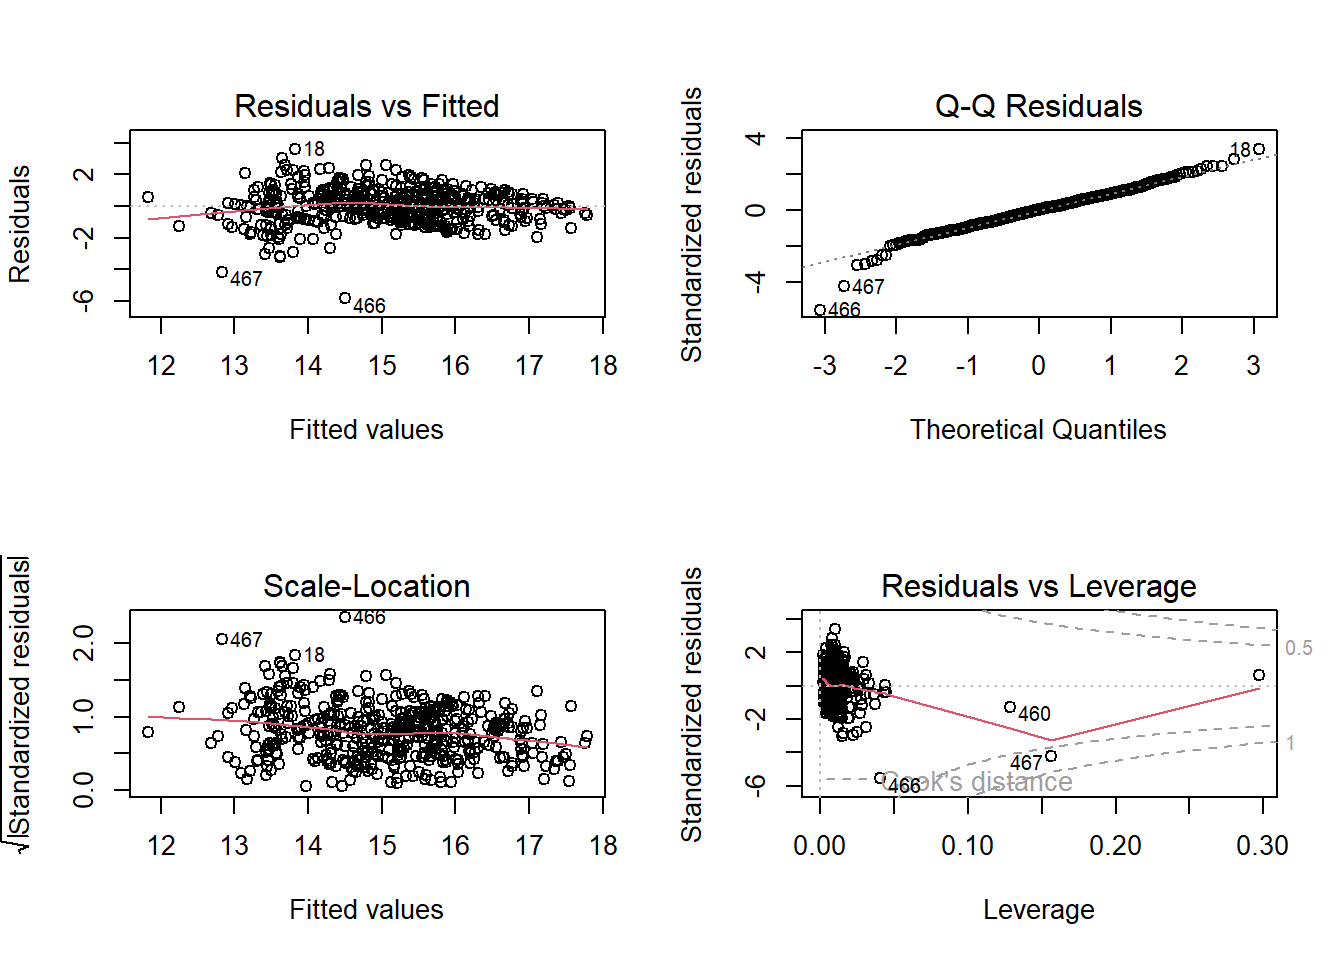 Residuals vs Fitted
Residuals
2
-2
-6
18
467
466
12 13 14 15 16 17 18
Fitted values
Q-Q Residuals
Standardized residuals
4
0
-4
18
467
466
-3 -2 -1 0 1 2 3
Theoretical Quantiles
Scale-Location
√|Standardized residuals|
2.0
1.0
0.0
466
467
18
12 13 14 15 16 17 18
Fitted values
Residuals vs Leverage
Standardized residuals
2
-2
-6
0.5
460
1
467
Cook's distance
466
0.00 0.10 0.20 0.30
Leverage